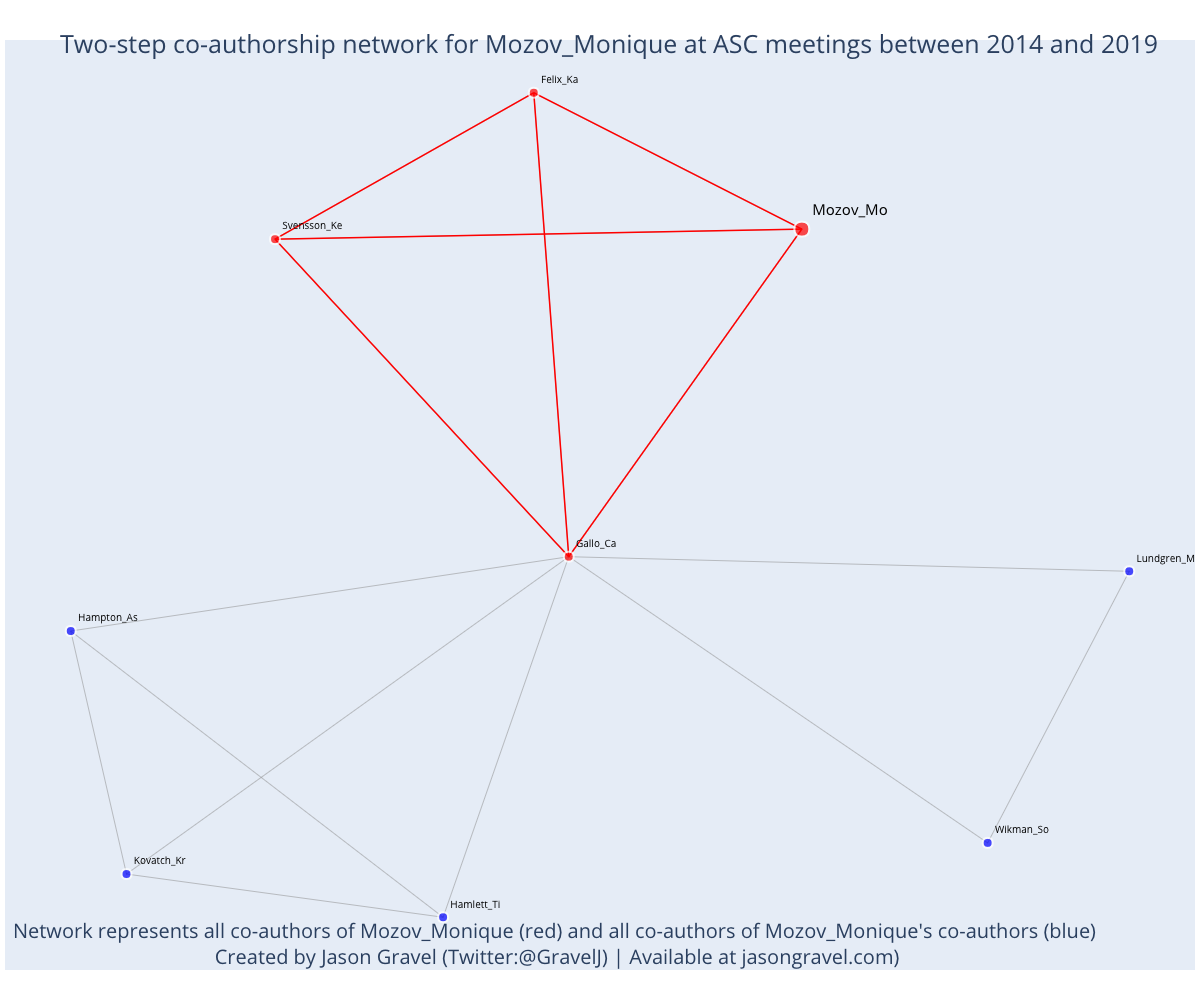 Two-step co-authorship network for Mozov_Monique at ASC meetings between 2014 and 2019
Felix_Ka
Mozov_Mo
Svensson_Ke
Gallo_Ca
Lundgren_M
Hampton_As
Wikman_So
Kovatch_Kr
Hamlett_Ti
Network represents all co-authors of Mozov_Monique (red) and all co-authors of Mozov_Monique's co-authors (blue)
Created by Jason Gravel (Twitter:@GravelJ) | Available at jasongravel.com)